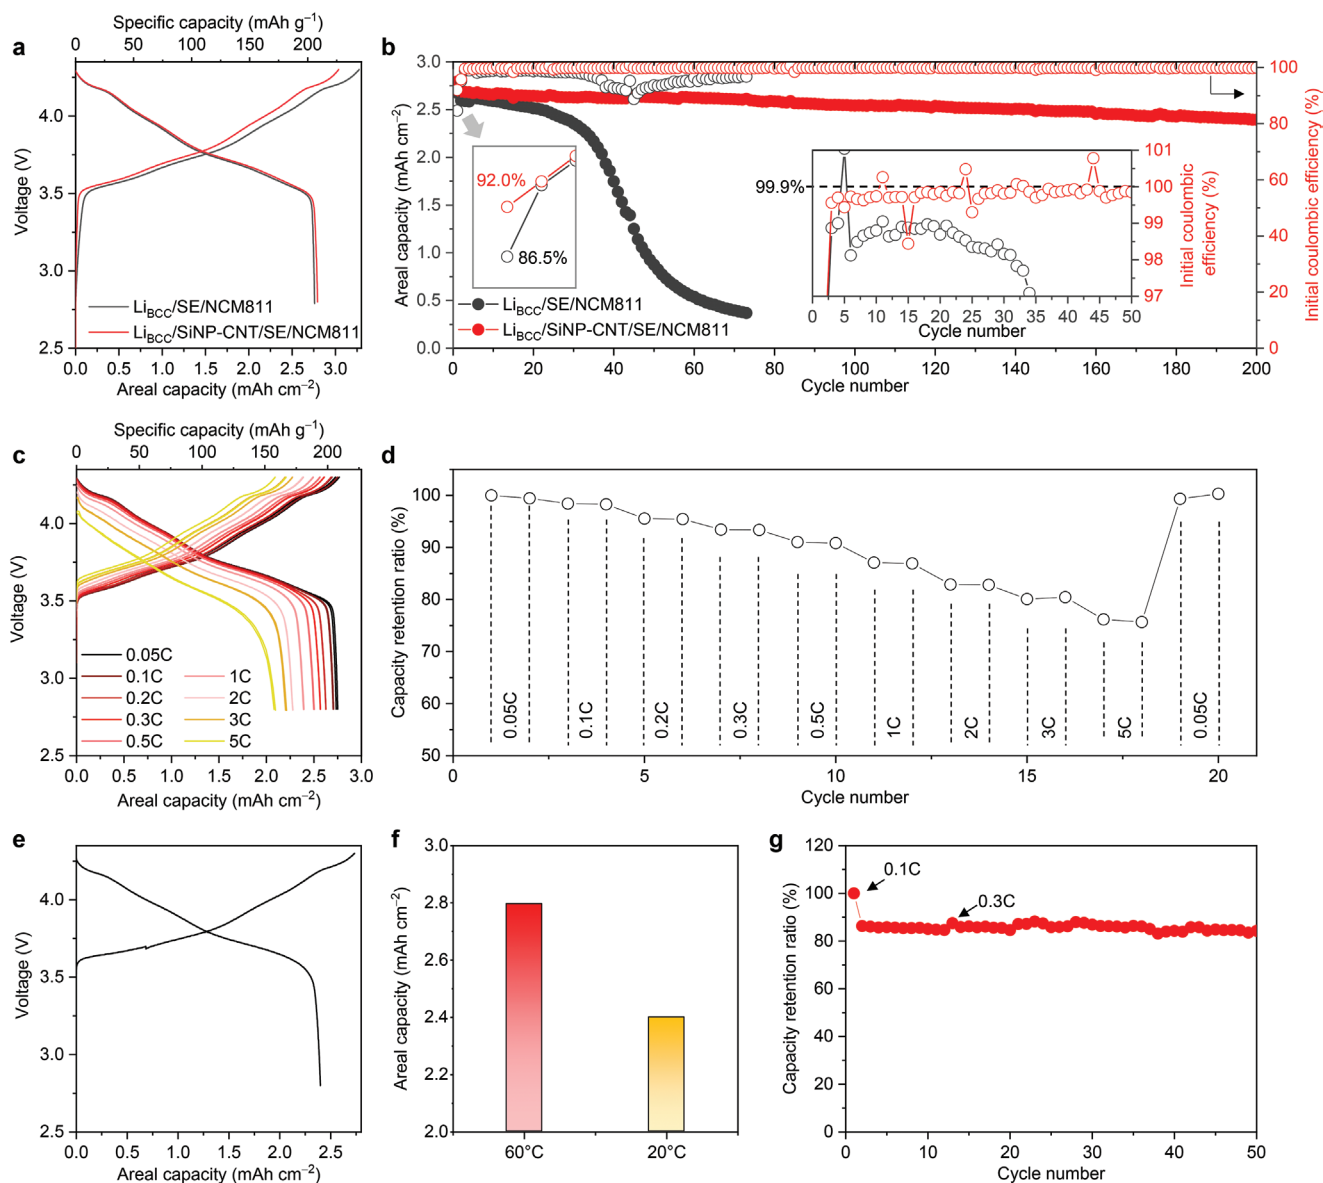 a
Specific capacity (mAh g⁻¹)
0 50 100 150 200
Voltage (V)
4.0
3.5
3.0
2.5
Li_BCC/SE/NCM811
Li_BCC/SiNP-CNT/SE/NCM811
0.0 0.5 1.0 1.5 2.0 2.5 3.0
Areal capacity (mAh cm⁻²)
b
Areal capacity (mAh cm⁻²)
3.0
2.5
2.0
1.5
1.0
0.5
0.0
92.0%
86.5%
Li_BCC/SE/NCM811
Li_BCC/SiNP-CNT/SE/NCM811
99.9%
101
100
99
98
97
Initial coulombic
efficiency (%)
0 5 10 15 20 25 30 35 40 45 50
Cycle number
100
80
60
40
20
0
Initial coulombic efficiency (%)
0 20 40 60 80 100 120 140 160 180 200
Cycle number
c
Specific capacity (mAh g⁻¹)
0 50 100 150 200
Voltage (V)
4.0
3.5
3.0
2.5
0.05C
0.1C 1C
0.2C 2C
0.3C 3C
0.5C 5C
0.0 0.5 1.0 1.5 2.0 2.5 3.0
Areal capacity (mAh cm⁻²)
d
Capacity retention ratio (%)
100
90
80
70
60
50
0.05C 0.1C 0.2C 0.3C 0.5C 1C 2C 3C 5C 0.05C
0 5 10 15 20
Cycle number
e
Voltage (V)
4.0
3.5
3.0
2.5
0.0 0.5 1.0 1.5 2.0 2.5
Areal capacity (mAh cm⁻²)
f
Areal capacity (mAh cm⁻²)
3.0
2.8
2.6
2.4
2.2
2.0
60°C 20°C
g
Capacity retention ratio (%)
120
100
80
60
40
20
0
0.1C
0.3C
0 10 20 30 40 50
Cycle number